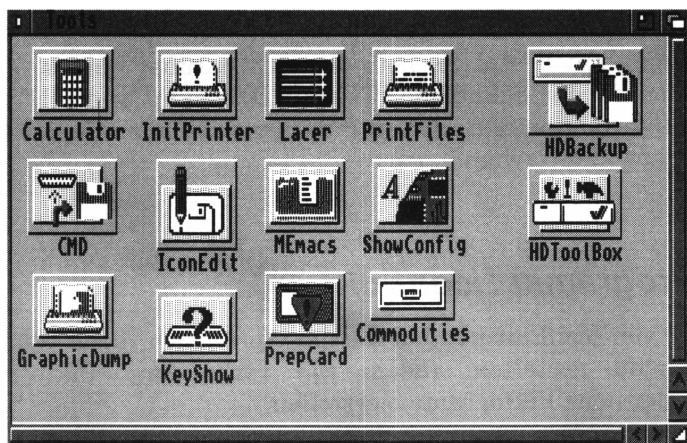 Tools
Calculator InitPrinter Lacer PrintFiles HDBackup
CMD IconEdit MEmacs ShowConfig HDToolBox
GraphicDump KeyShow PrepCard Commodities